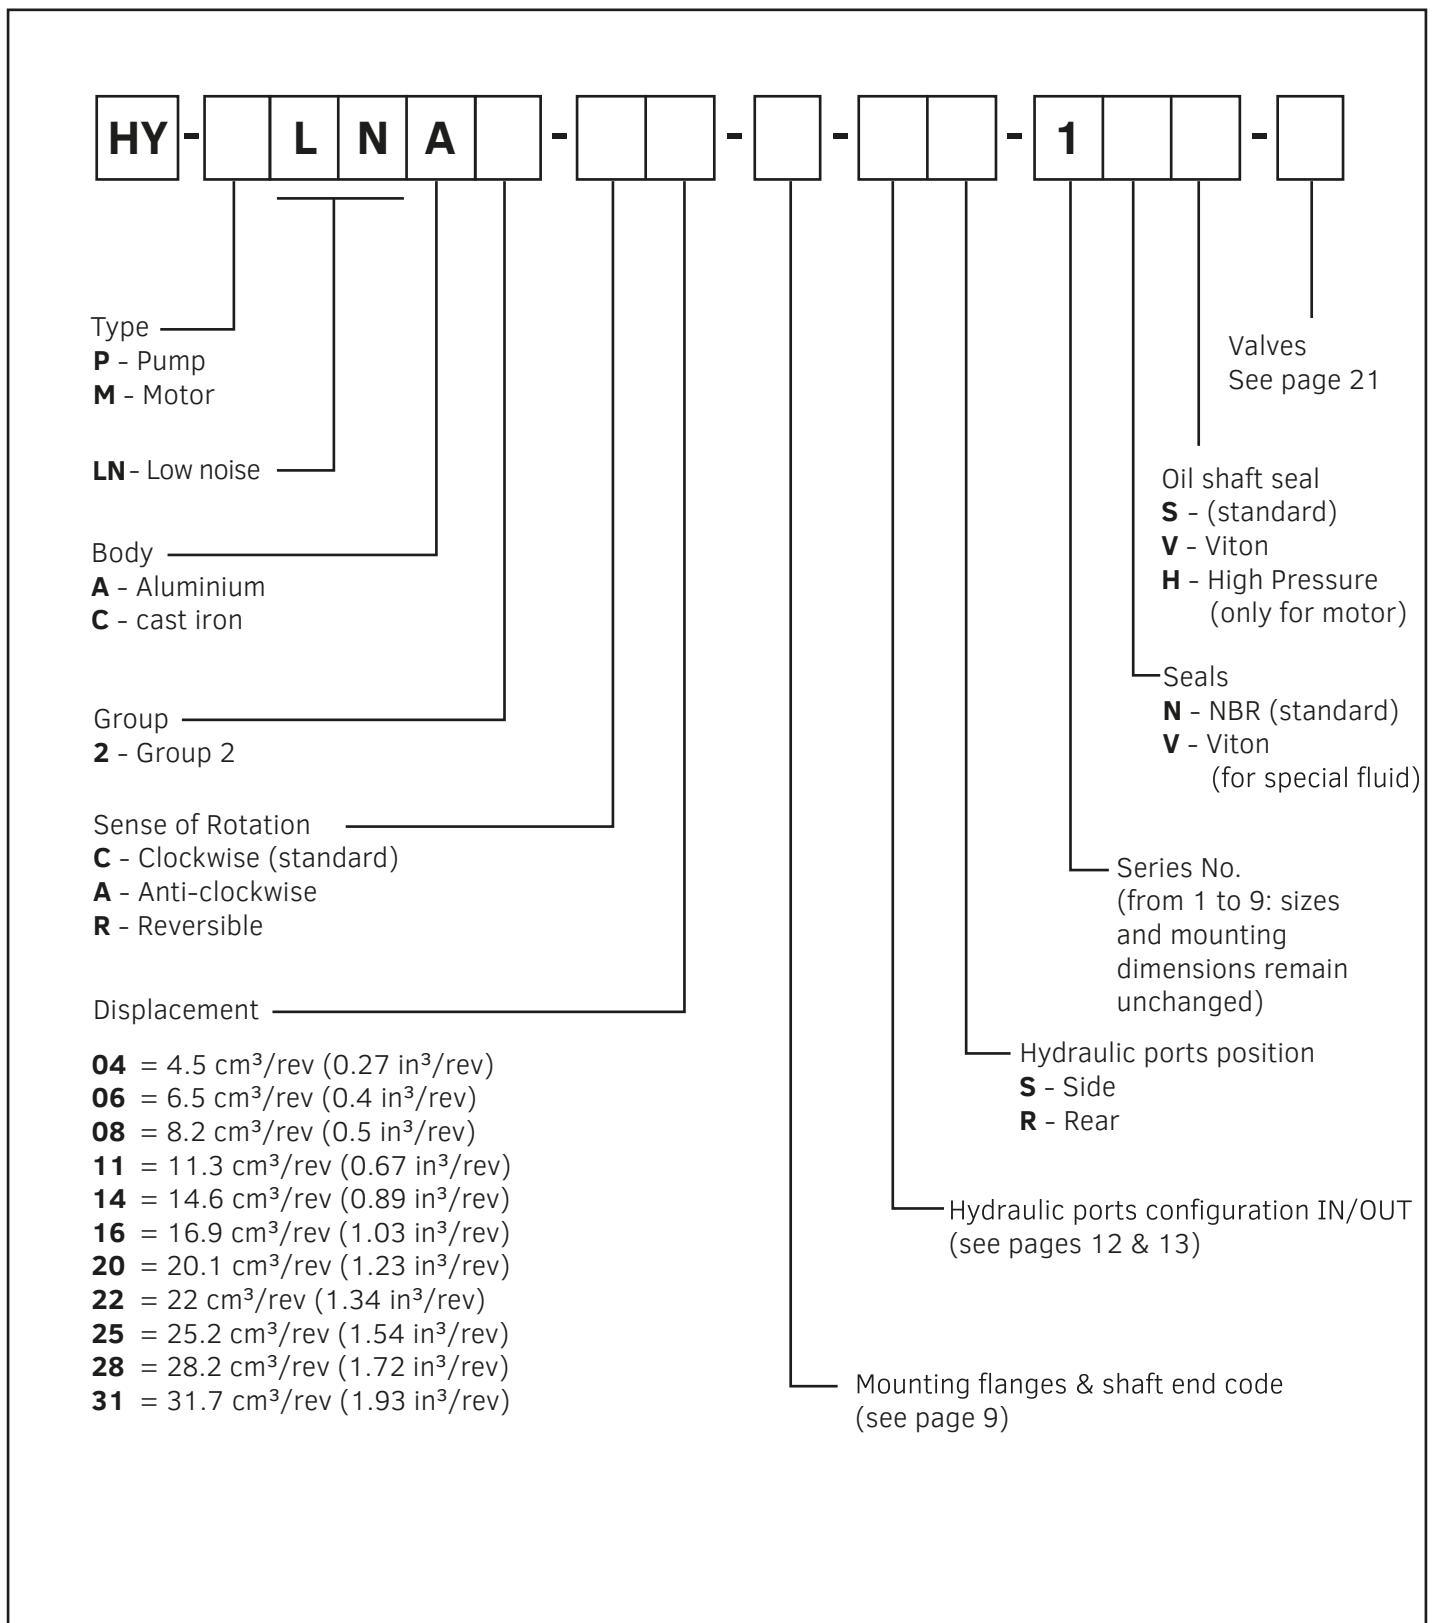 HY- L N A - - - - 1 -
Type
P - Pump
M - Motor
LN- Low noise
Body
A - Aluminium
C - cast iron
Group
2 - Group 2
Sense of Rotation
C - Clockwise (standard)
A - Anti-clockwise
R - Reversible
Displacement
04 = 4.5 cm³/rev (0.27 in³/rev)
06 = 6.5 cm³/rev (0.4 in³/rev)
08 = 8.2 cm³/rev (0.5 in³/rev)
11 = 11.3 cm³/rev (0.67 in³/rev)
14 = 14.6 cm³/rev (0.89 in³/rev)
16 = 16.9 cm³/rev (1.03 in³/rev)
20 = 20.1 cm³/rev (1.23 in³/rev)
22 = 22 cm³/rev (1.34 in³/rev)
25 = 25.2 cm³/rev (1.54 in³/rev)
28 = 28.2 cm³/rev (1.72 in³/rev)
31 = 31.7 cm³/rev (1.93 in³/rev)
Valves
See page 21
Oil shaft seal
S - (standard)
V - Viton
H - High Pressure
(only for motor)
Seals
N - NBR (standard)
V - Viton
(for special fluid)
Series No.
(from 1 to 9: sizes
and mounting
dimensions remain
unchanged)
Hydraulic ports position
S - Side
R - Rear
Hydraulic ports configuration IN/OUT
(see pages 12 & 13)
Mounting flanges & shaft end code
(see page 9)